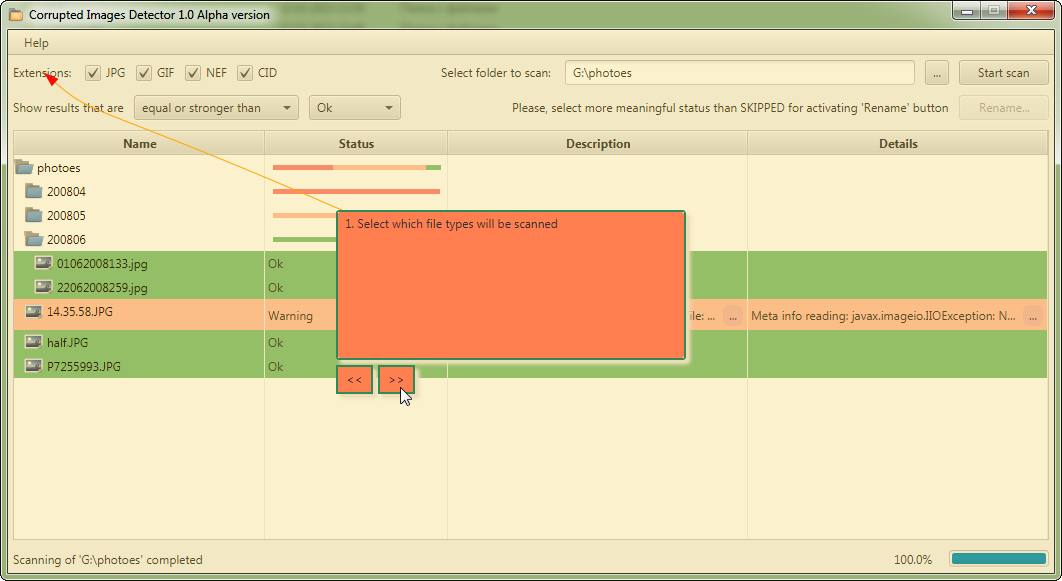 Corrupted Images Detector 1.0 Alpha version
Help
Extensions: JPG GIF NEF CID Select folder to scan: G:\photoes ... Start scan
Show results that are equal or stronger than Ok Please, select more meaningful status than SKIPPED for activating 'Rename' button Rename...
Name Status Description Details
photoes
200804
200805
1. Select which file types will be scanned
200806
01062008133.jpg Ok
22062008259.jpg Ok
14.35.58.JPG Warning ile: ... ... Meta info reading: javax.imageio.IIOException: N... ...
half.JPG Ok
P7255993.JPG Ok
<< >>
Scanning of 'G:\photoes' completed 100.0%